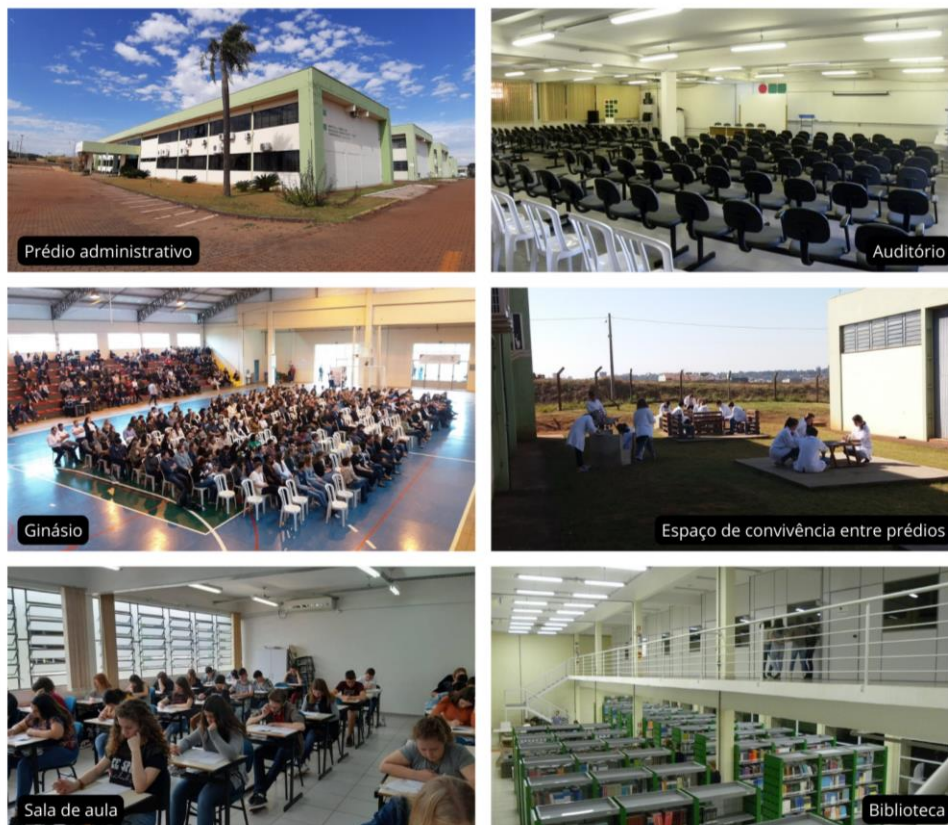 Prédio administrativo
Auditório
Ginásio
Espaço de convivência entre prédios
Sala de aula
Biblioteca